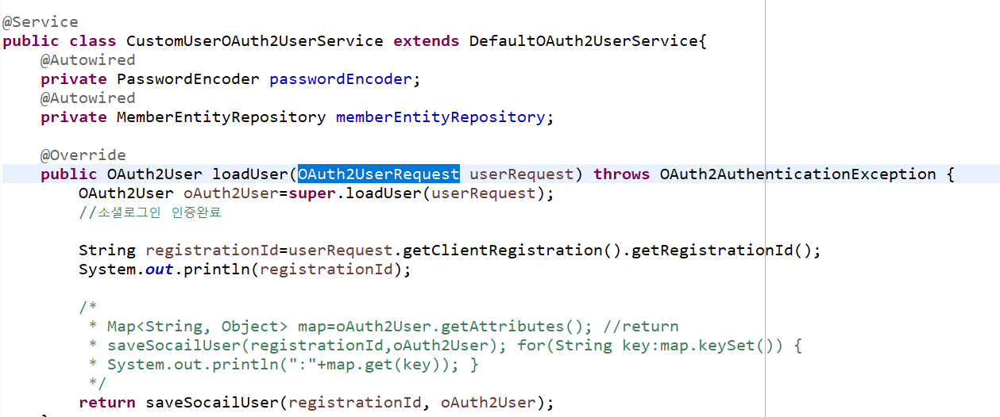 @Service
public class CustomUserOAuth2UserService extends DefaultOAuth2UserService{
@Autowired
private PasswordEncoder passwordEncoder;
@Autowired
private MemberEntityRepository memberEntityRepository;
@Override
public OAuth2User loadUser(OAuth2UserRequest userRequest) throws OAuth2AuthenticationException {
OAuth2User oAuth2User=super.loadUser(userRequest);
//소셜로그인 인증완료
String registrationId=userRequest.getClientRegistration().getRegistrationId();
System.out.println(registrationId);
/*
* Map<String, Object> map=oAuth2User.getAttributes(); //return
* saveSocailUser(registrationId,oAuth2User); for(String key:map.keySet()) {
* System.out.println(":"+map.get(key)); }
*/
return saveSocailUser(registrationId, oAuth2User);